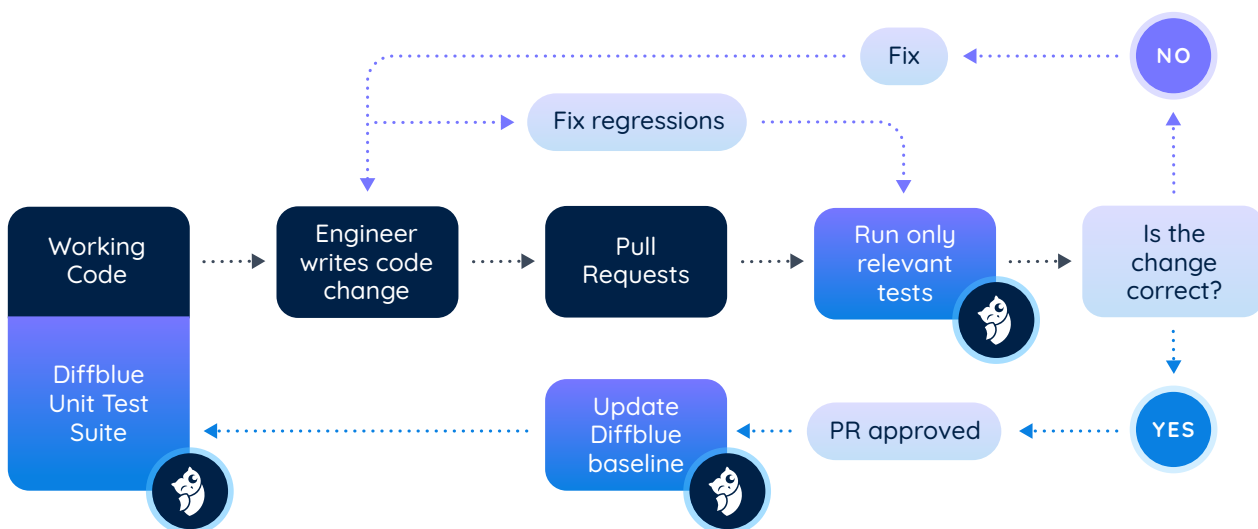 Fix
NO
Fix regressions
Working
Code
Engineer
writes code
change
Pull
Requests
Run only
relevant
tests
Is the
change
correct?
Diffblue
Unit Test
Suite
Update
Diffblue
baseline
PR approved
YES